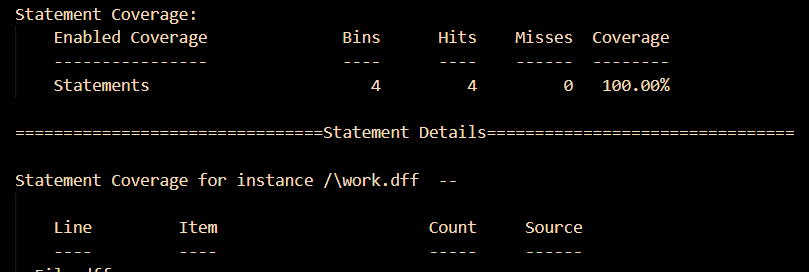 Statement Coverage:
    Enabled Coverage              Bins      Hits    Misses  Coverage
    ----------------              ----      ----    ------  --------
    Statements                       4         4         0   100.00%
================================Statement Details================================
Statement Coverage for instance /\work.dff  --
    Line         Item                      Count     Source
    ----         ----                      -----     ------